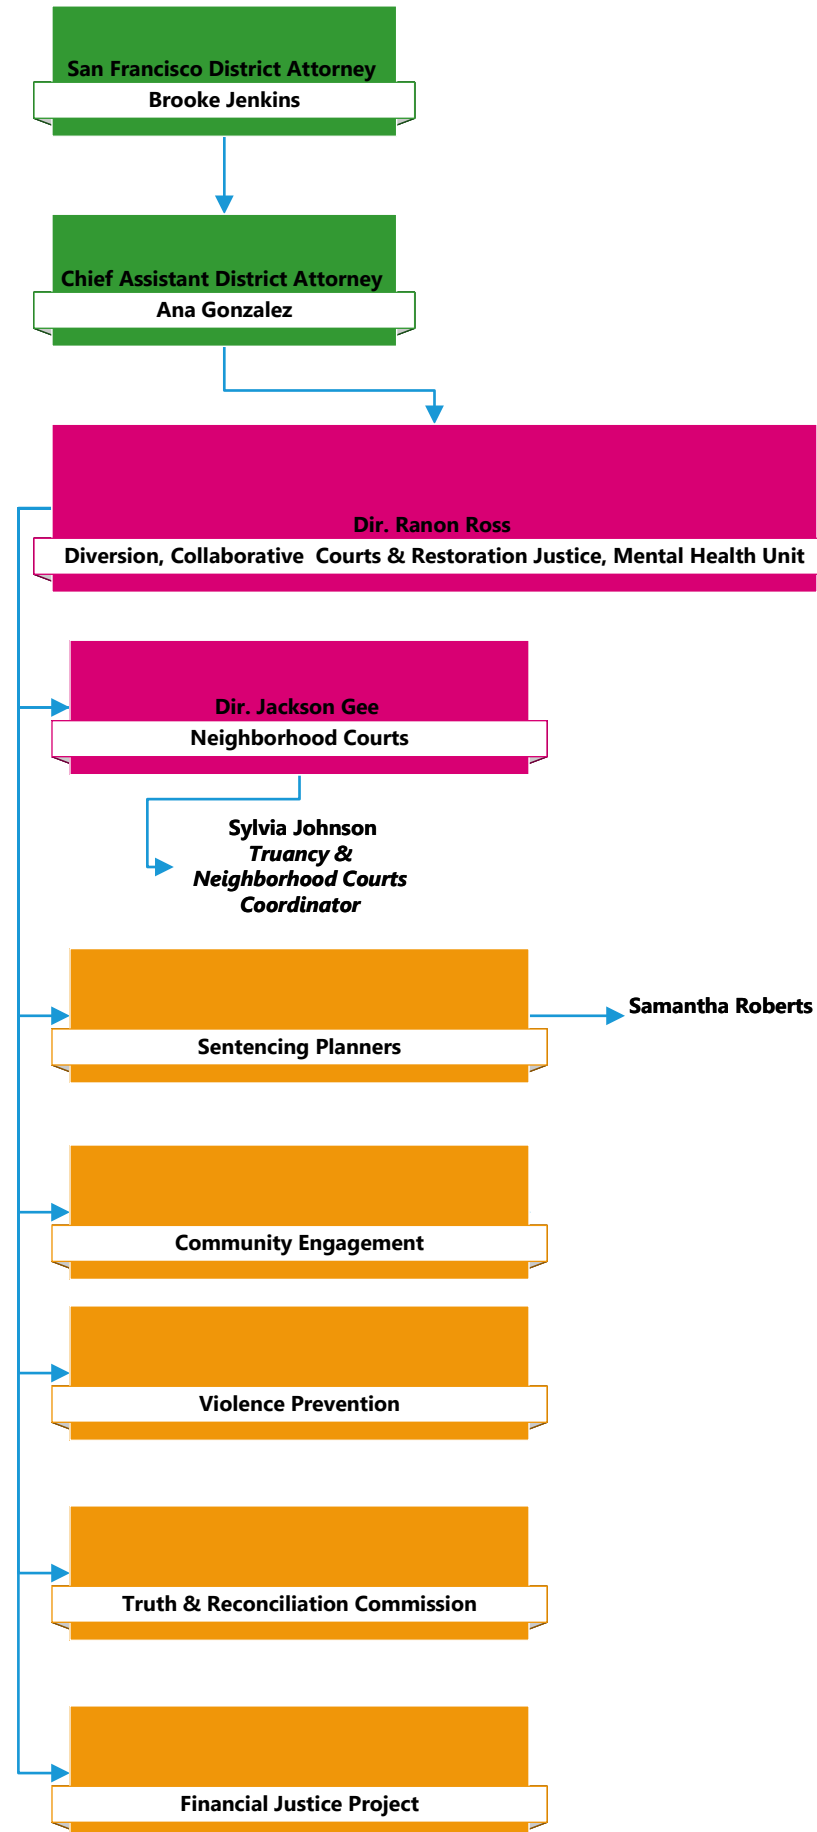 San Francisco District Attorney
Brooke Jenkins
Chief Assistant District Attorney
Ana Gonzalez
Dir. Ranon Ross
Diversion, Collaborative  Courts & Restoration Justice, Mental Health Unit
Dir. Jackson Gee
Neighborhood Courts
Sylvia Johnson
Truancy &
Neighborhood Courts
Coordinator
Samantha Roberts
Sentencing Planners
Community Engagement
Violence Prevention
Truth & Reconciliation Commission
Financial Justice Project